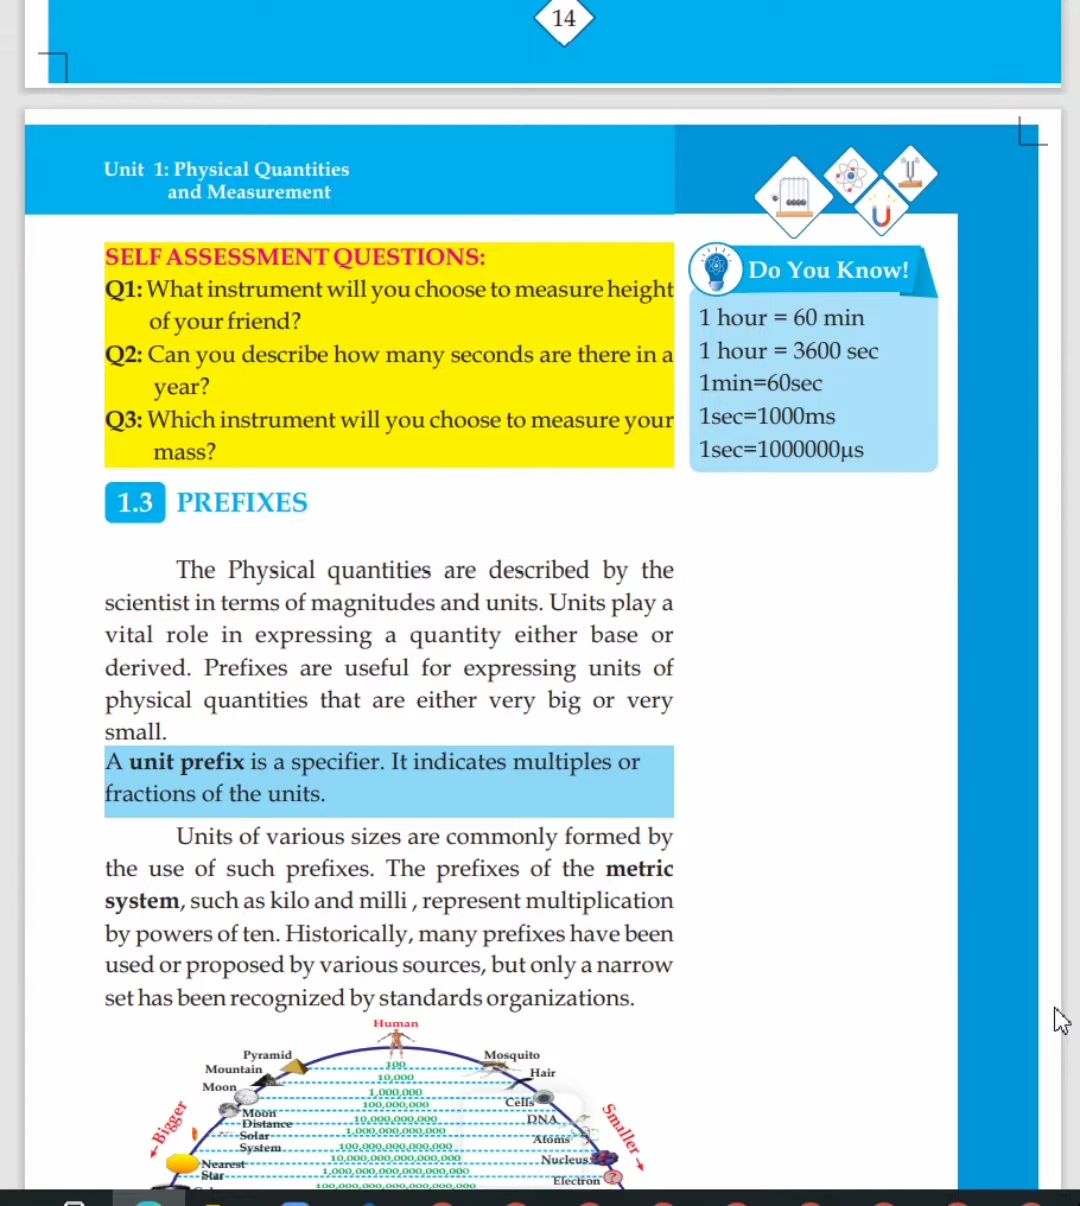 14
Unit 1: Physical Quantities
and Measurement
SELF ASSESSMENT QUESTIONS:
Q1: What instrument will you choose to measure height
of your friend?
Q2: Can you describe how many seconds are there in a
year?
Q3: Which instrument will you choose to measure your
mass?
Do You Know!
1 hour = 60 min
1 hour = 3600 sec
1min=60sec
1sec=1000ms
1sec=1000000µs
1.3 PREFIXES
The Physical quantities are described by the
scientist in terms of magnitudes and units. Units play a
vital role in expressing a quantity either base or
derived. Prefixes are useful for expressing units of
physical quantities that are either very big or very
small.
A unit prefix is a specifier. It indicates multiples or
fractions of the units.
Units of various sizes are commonly formed by
the use of such prefixes. The prefixes of the metric
system, such as kilo and milli , represent multiplication
by powers of ten. Historically, many prefixes have been
used or proposed by various sources, but only a narrow
set has been recognized by standards organizations.
Human
Pyramid
Mosquito
100
Mountain
Hair
10,000
Moon
1,000,000
Cells
100,000,000
Moon
Distance
10,000,000,000
DNA
Solar
System
1,000,000,000,000
Atoms
100,000,000,000,000
Nucleus
10,000,000,000,000,000
Nearest
Star
1,000,000,000,000,000,000
Electron
?
100,000,000,000,000,000,000
Bigger
Smaller